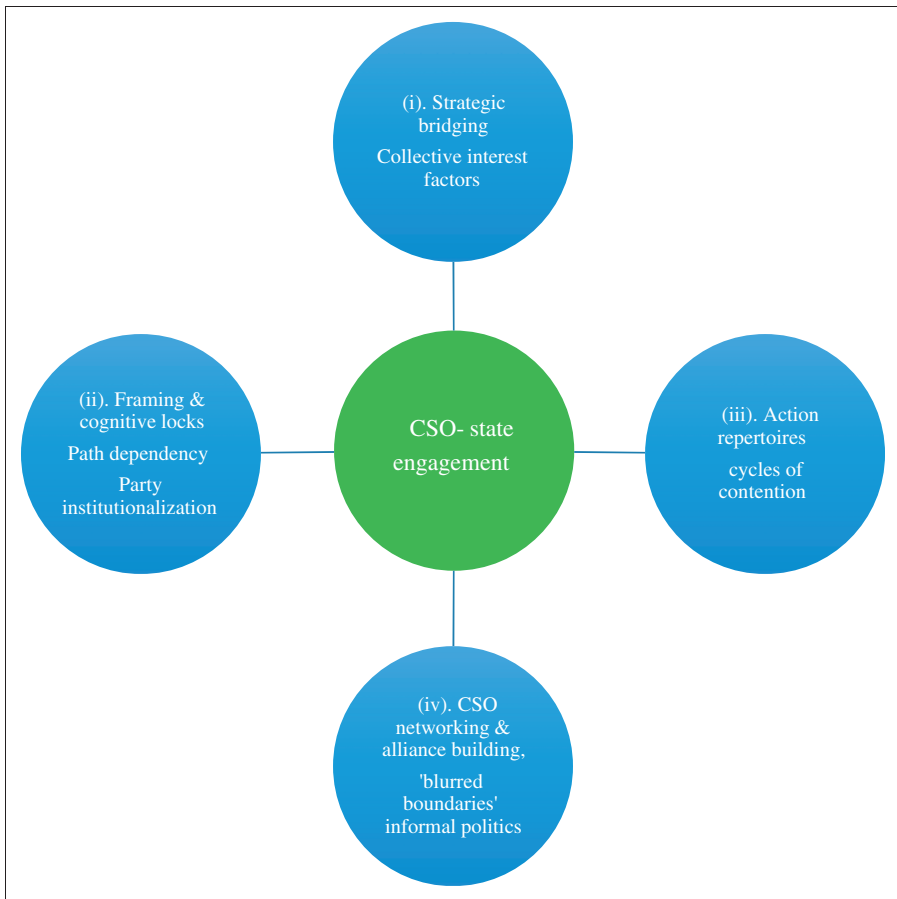 (i). Strategic
bridging
Collective interest
factors
(ii). Framing &
cognitive locks
Path dependency
Party
institutionalization
CSO- state
engagement
(iii). Action
repertoires
cycles of
contention
(iv). CSO
networking &
alliance building,
'blurred
boundaries'
informal politics